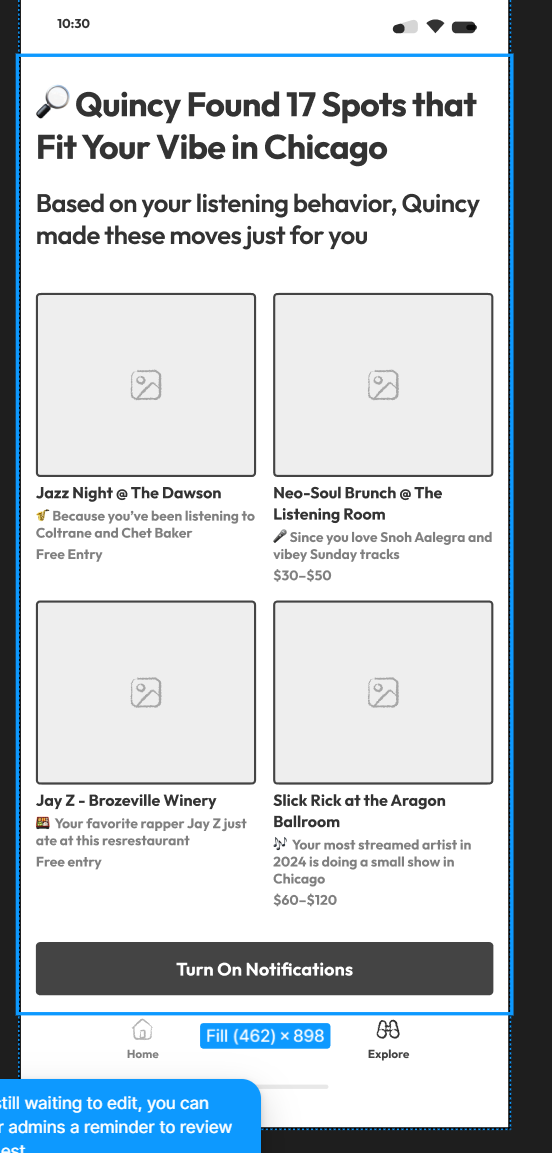 10:30
Quincy Found 17 Spots that
Fit Your Vibe in Chicago
Based on your listening behavior, Quincy
made these moves just for you
Jazz Night @ The Dawson
Because you've been listening to
Coltrane and Chet Baker
Free Entry
Neo-Soul Brunch @ The
Listening Room
Since you love Snoh Aalegra and
vibey Sunday tracks
$30–$50
Jay Z - Brozeville Winery
Your favorite rapper Jay Z just
ate at this resrestaurant
Free entry
Slick Rick at the Aragon
Ballroom
Your most streamed artist in
2024 is doing a small show in
Chicago
$60–$120
Turn On Notifications
Home
Fill (462) × 898
Explore
still waiting to edit, you can
admins a reminder to review